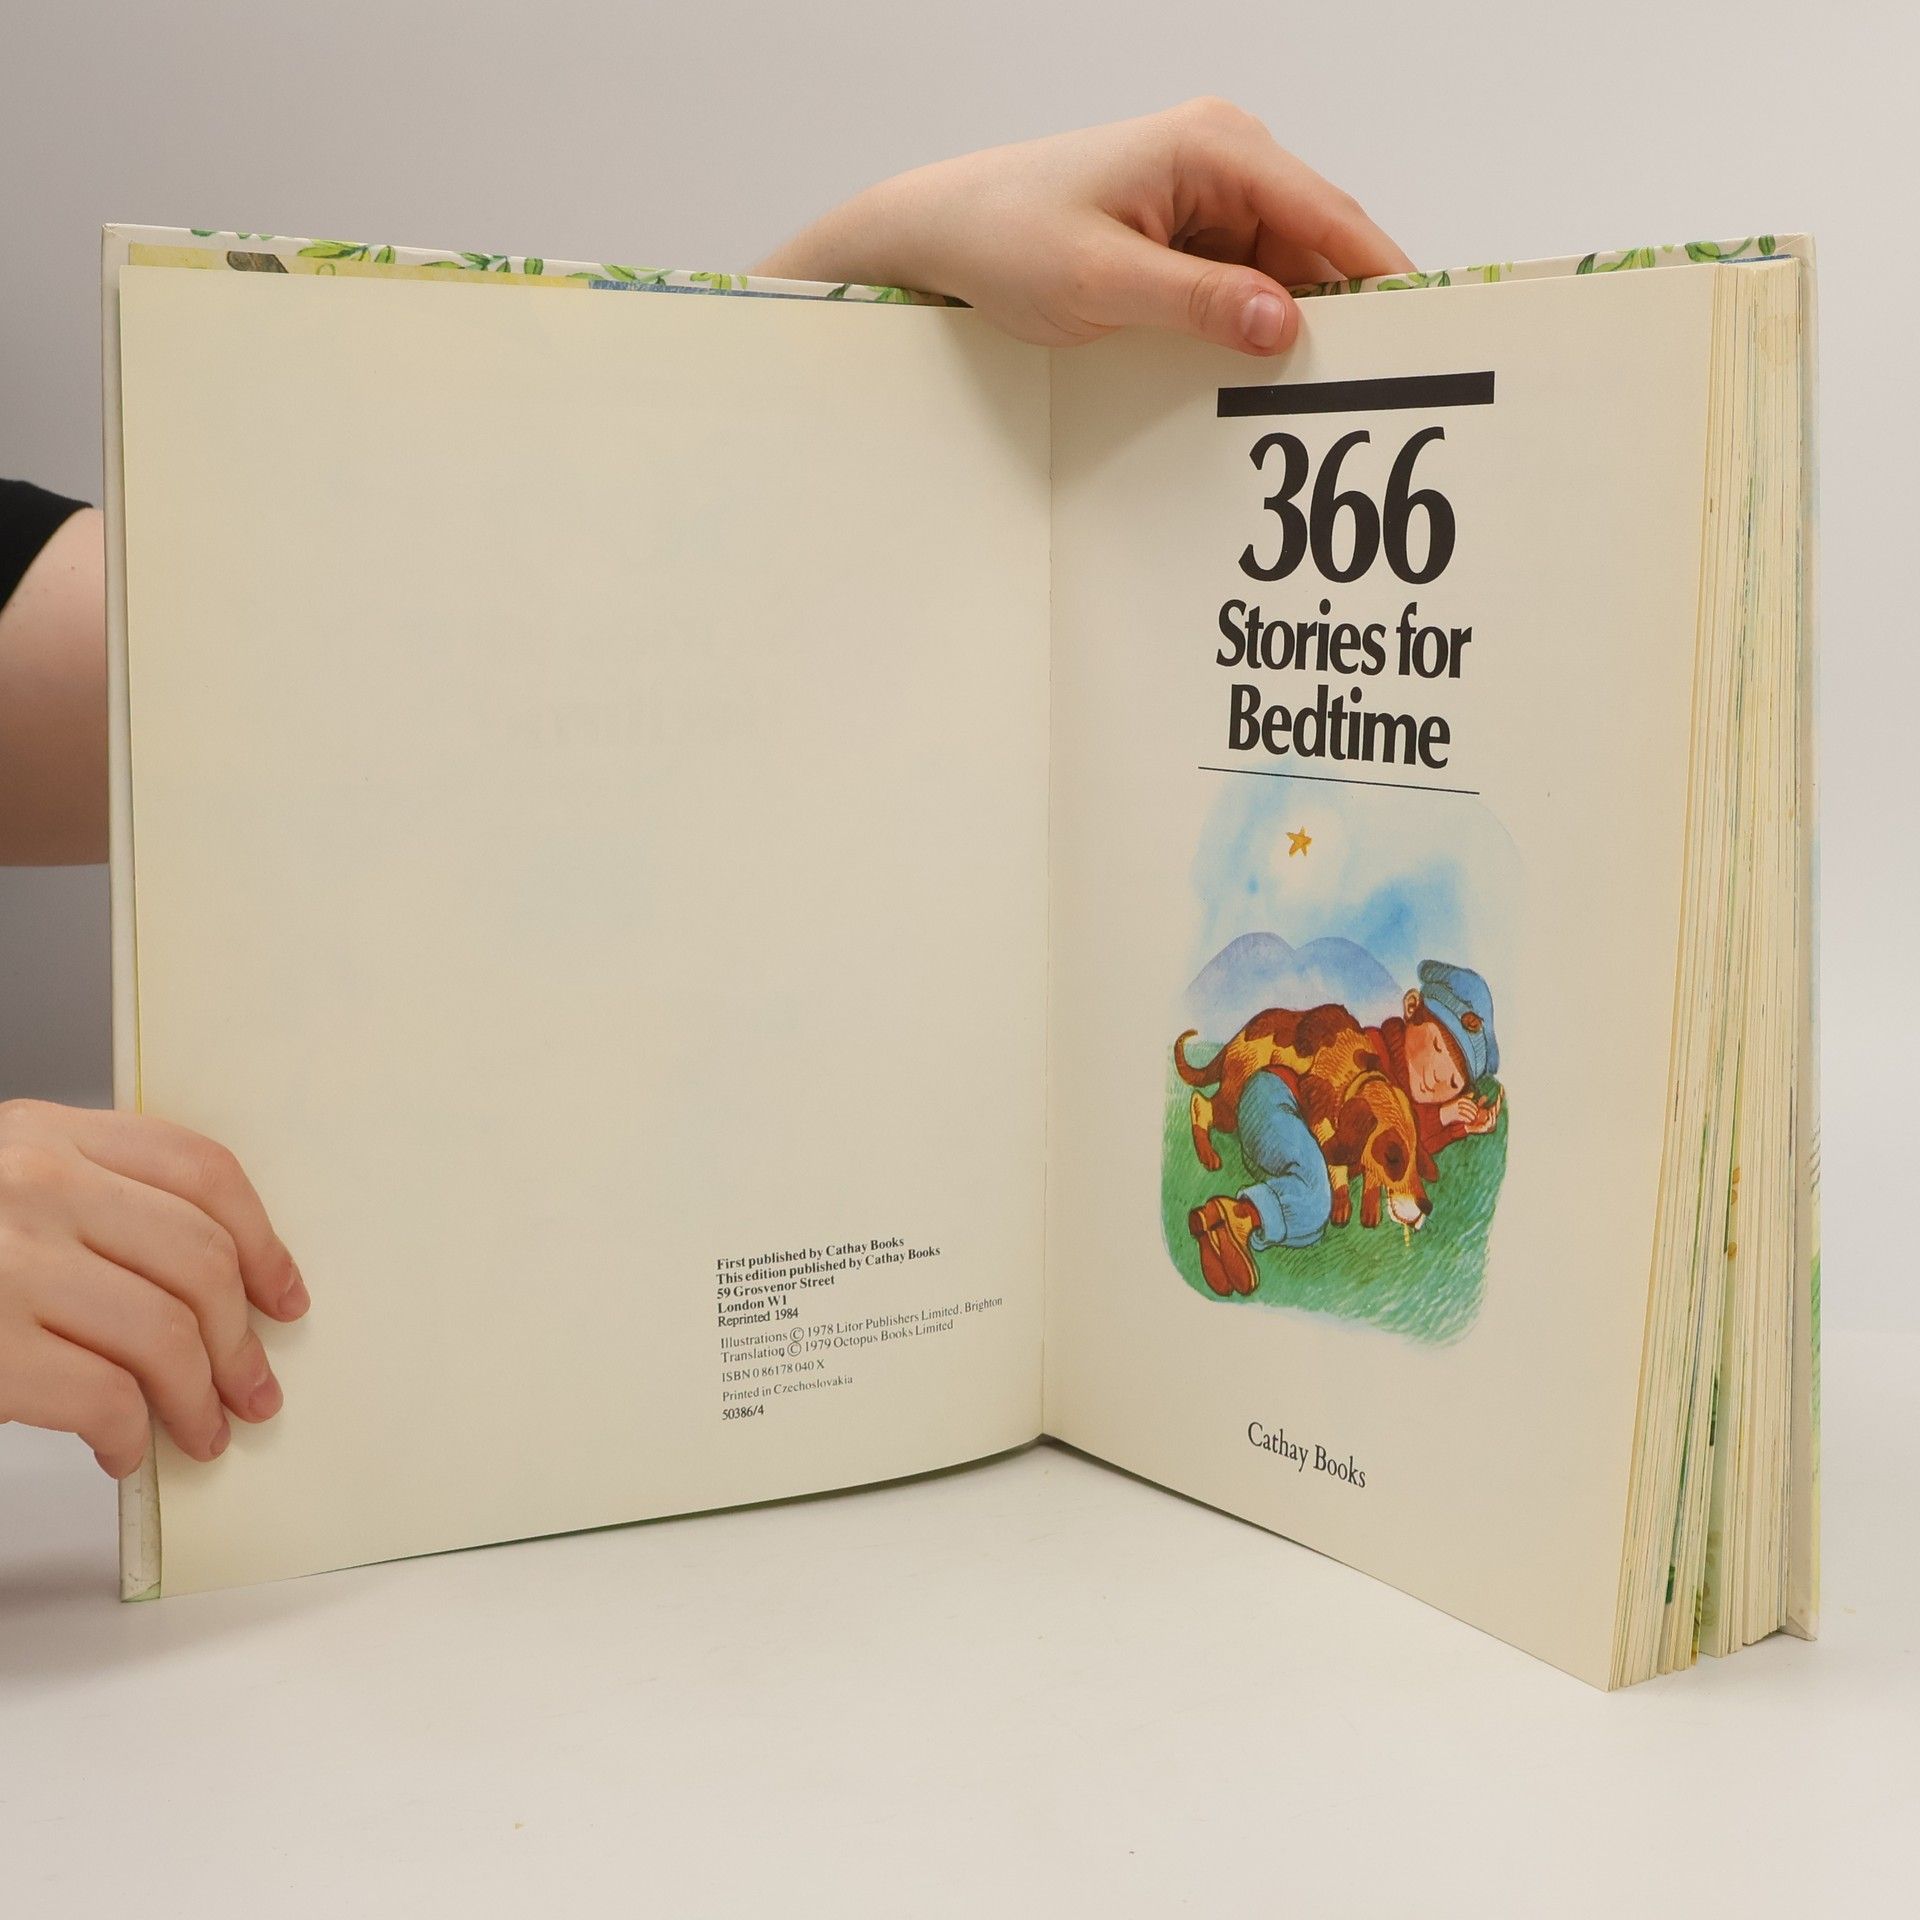 First published by Cathay Books
This edition published by Cathay Books
59 Grosvenor Street
London W1
Reprinted 1984
Illustrations © 1978 Litor Publishers Limited, Brighton
Translation © 1979 Octopus Books Limited
ISBN 0 86178 040 X
Printed in Czechoslovakia
50386/4
366
Stories for
Bedtime
Cathay Books